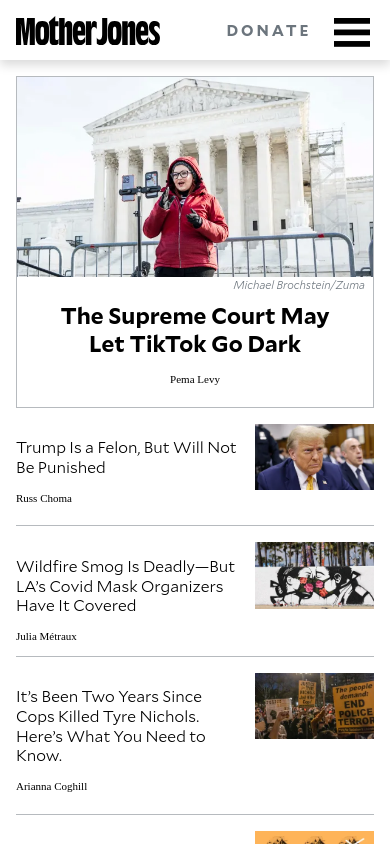 Mother Jones
DONATE
Michael Brochstein/Zuma
The Supreme Court May
Let TikTok Go Dark
Pema Levy
Trump Is a Felon, But Will Not
Be Punished
Russ Choma
Wildfire Smog Is Deadly—But
LA’s Covid Mask Organizers
Have It Covered
Julia Métraux
It’s Been Two Years Since
Cops Killed Tyre Nichols.
Here’s What You Need to
Know.
Arianna Coghill
The people
demand:
END
POLICE
TERROR